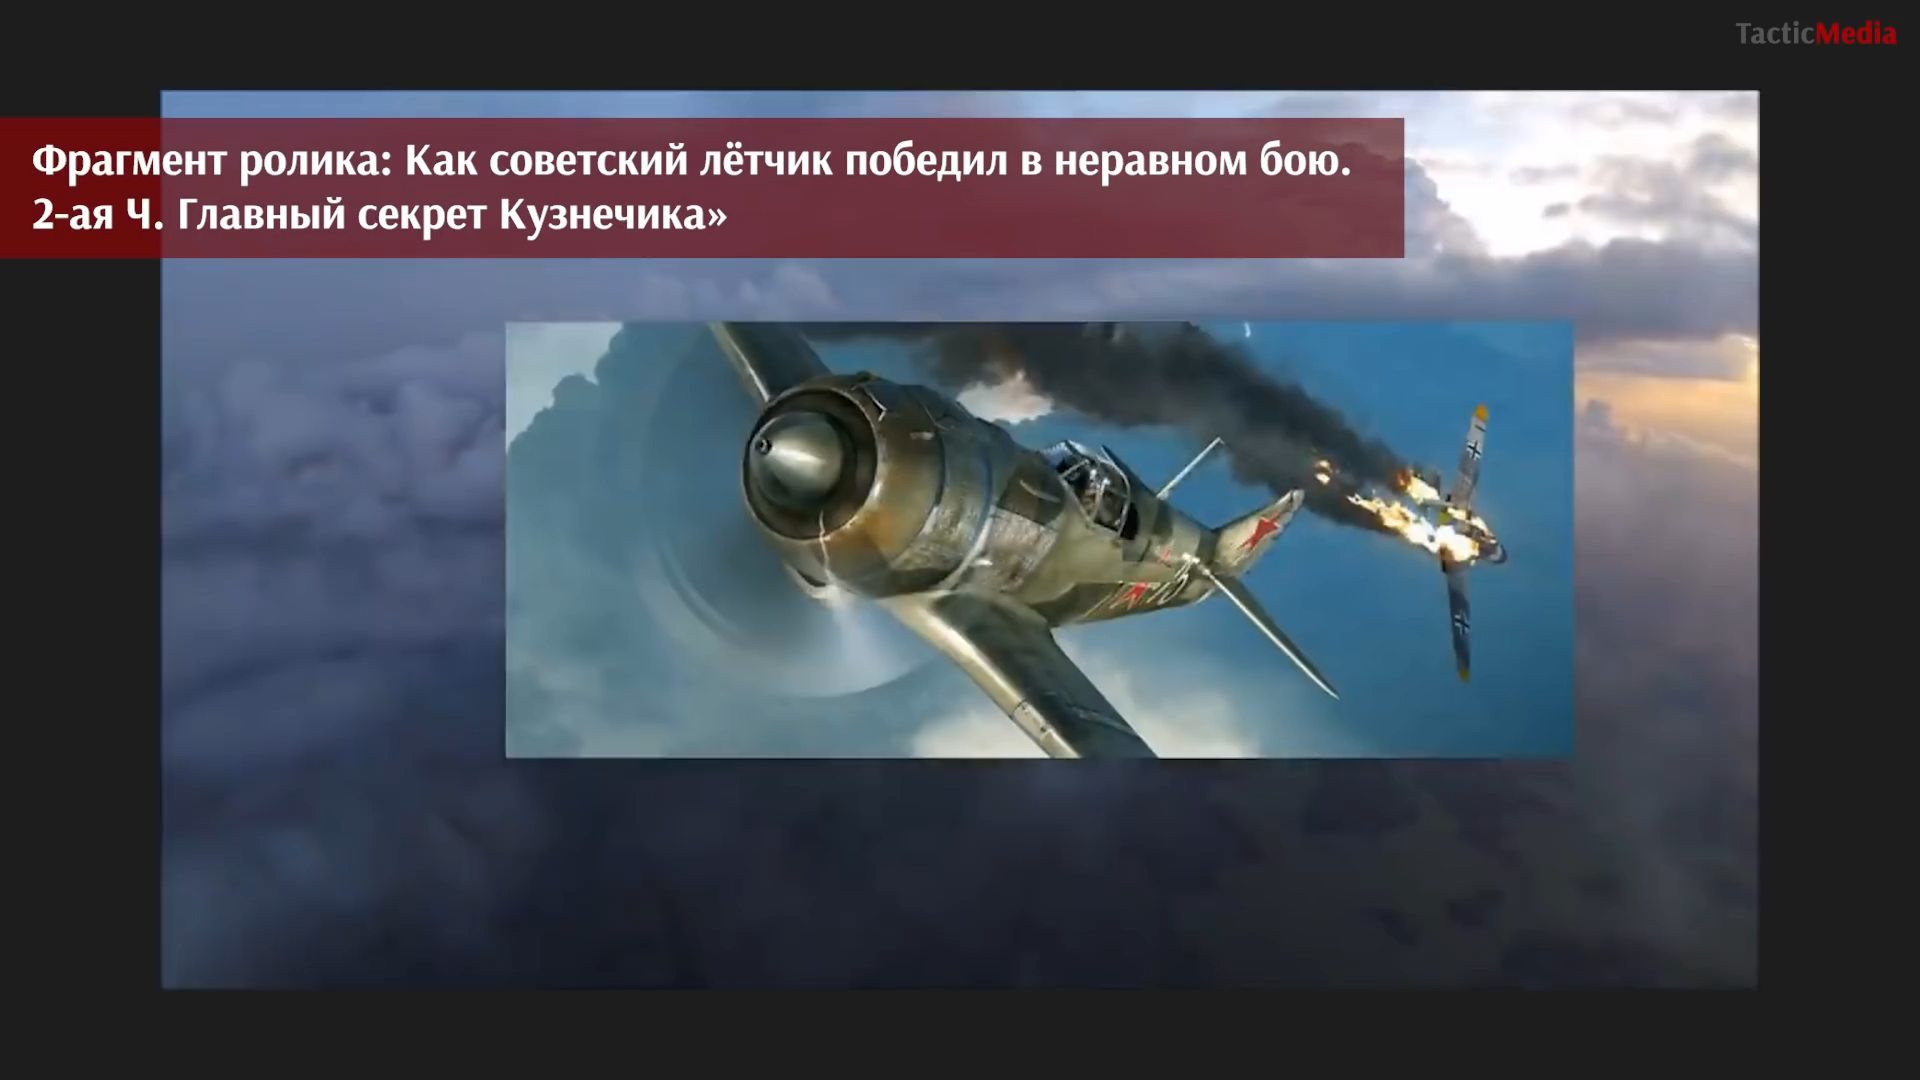 TacticMedia
Фрагмент ролика: Как советский лётчик победил в неравном бою.
2-ая Ч. Главный секрет Кузнечика»